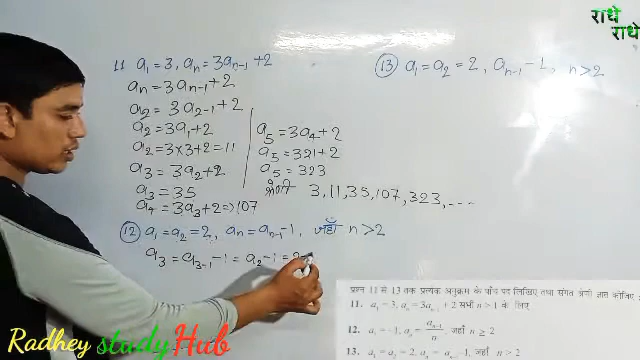 राधे
राधे
11 a₁ = 3, aₙ = 3aₙ₋₁ + 2
aₙ = 3aₙ₋₁ + 2
a₂ = 3a₂₋₁ + 2
a₂ = 3a₁ + 2
a₂ = 3×3 + 2 = 11
a₃ = 3a₂ + 2
a₃ = 35
a₄ = 3a₃ + 2 => 107
a₅ = 3a₄ + 2
a₅ = 321 + 2
a₅ = 323
श्रेणी 3, 11, 35, 107, 323, ---
12 a₁ = a₂ = 2, aₙ = aₙ₋₁ - 1, जहाँ n > 2
a₃ = a₃₋₁ - 1 = a₂ - 1 = 2-
13 a₁ = a₂ = 2, aₙ₋₁ - 1, n > 2
प्रश्न 11 से 13 तक प्रत्येक अनुक्रम के पाँच पद लिखिए तथा संगत श्रेणी ज्ञात कीजिए
11. a₁ = 3, aₙ = 3aₙ₋₁ + 2 सभी n > 1 के लिए
12. a₁ = -1, aₙ = aₙ₋₁/n, जहाँ n ≥ 2
13. a₁ = a₂ = 2, aₙ = aₙ₋₁ - 1, जहाँ n > 2
Radhey studyHub